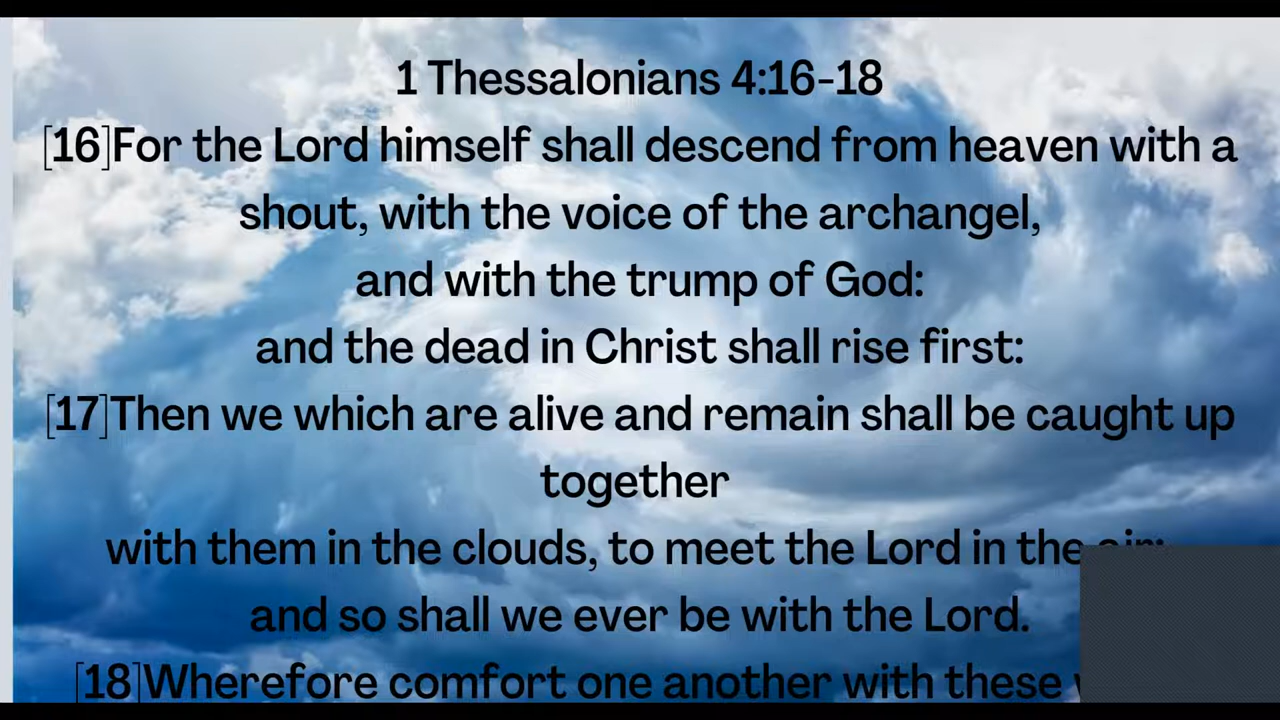 1 Thessalonians 4:16-18
[16]For the Lord himself shall descend from heaven with a
shout, with the voice of the archangel,
and with the trump of God:
and the dead in Christ shall rise first:
[17]Then we which are alive and remain shall be caught up
together
with them in the clouds, to meet the Lord in the air:
and so shall we ever be with the Lord.
[18]Wherefore comfort one another with these